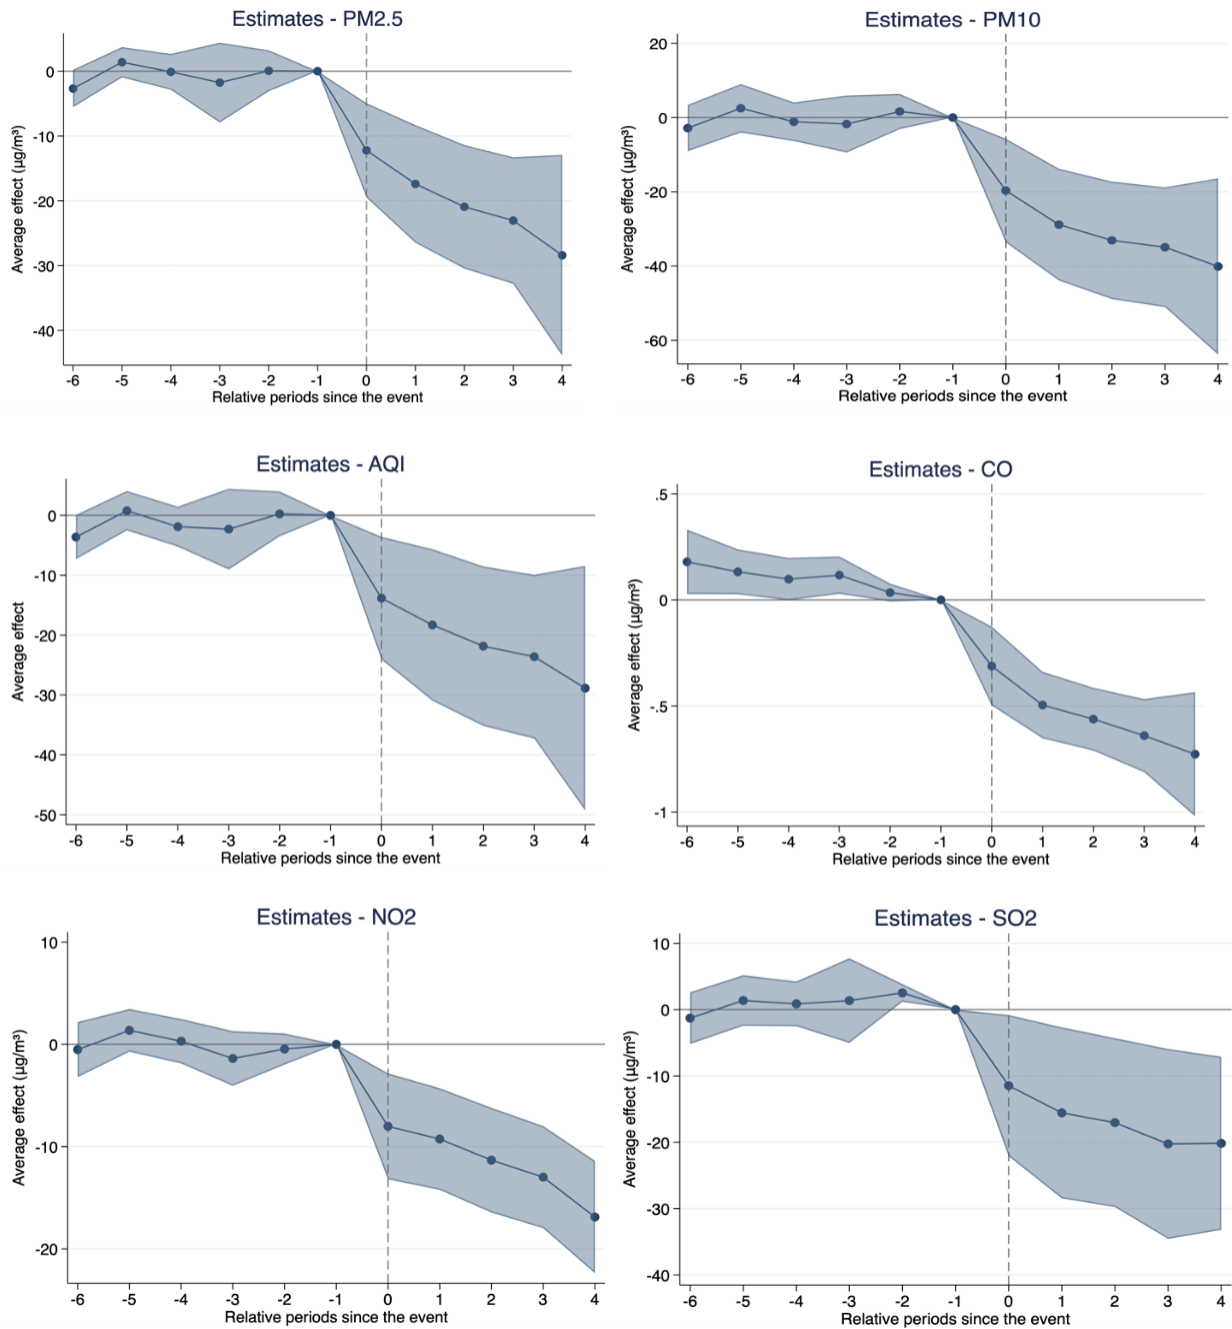 Estimates - PM2.5
0
-10
-20
-30
-40
Average effect (µg/m³)
-6 -5 -4 -3 -2 -1 0 1 2 3 4
Relative periods since the event
Estimates - PM10
20
0
-20
-40
-60
Average effect (µg/m³)
-6 -5 -4 -3 -2 -1 0 1 2 3 4
Relative periods since the event
Estimates - AQI
0
-10
-20
-30
-40
-50
Average effect
-6 -5 -4 -3 -2 -1 0 1 2 3 4
Relative periods since the event
Estimates - CO
.5
0
-.5
-1
Average effect (µg/m³)
-6 -5 -4 -3 -2 -1 0 1 2 3 4
Relative periods since the event
Estimates - NO2
10
0
-10
-20
Average effect (µg/m³)
-6 -5 -4 -3 -2 -1 0 1 2 3 4
Relative periods since the event
Estimates - SO2
10
0
-10
-20
-30
-40
Average effect (µg/m³)
-6 -5 -4 -3 -2 -1 0 1 2 3 4
Relative periods since the event